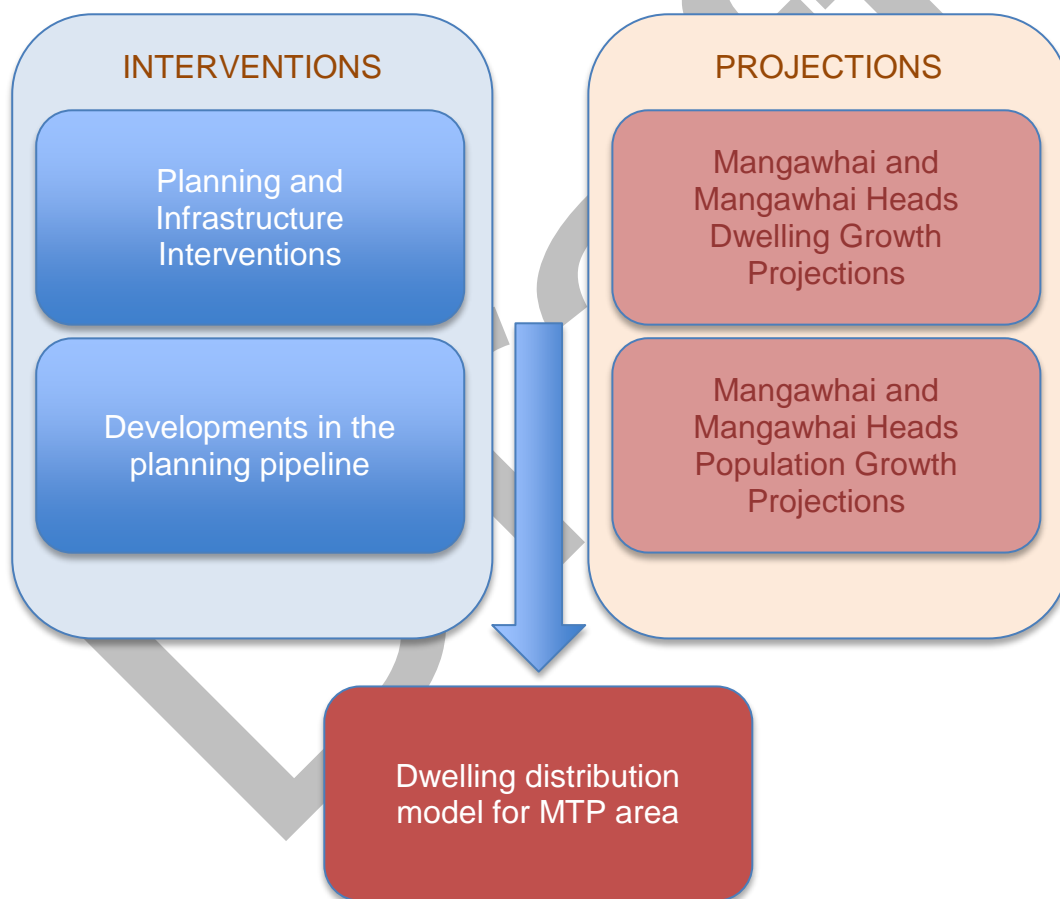 INTERVENTIONS
Planning and
Infrastructure
Interventions
Developments in the
planning pipeline
PROJECTIONS
Mangawhai and
Mangawhai Heads
Dwelling Growth
Projections
Mangawhai and
Mangawhai Heads
Population Growth
Projections
Dwelling distribution
model for MTP area